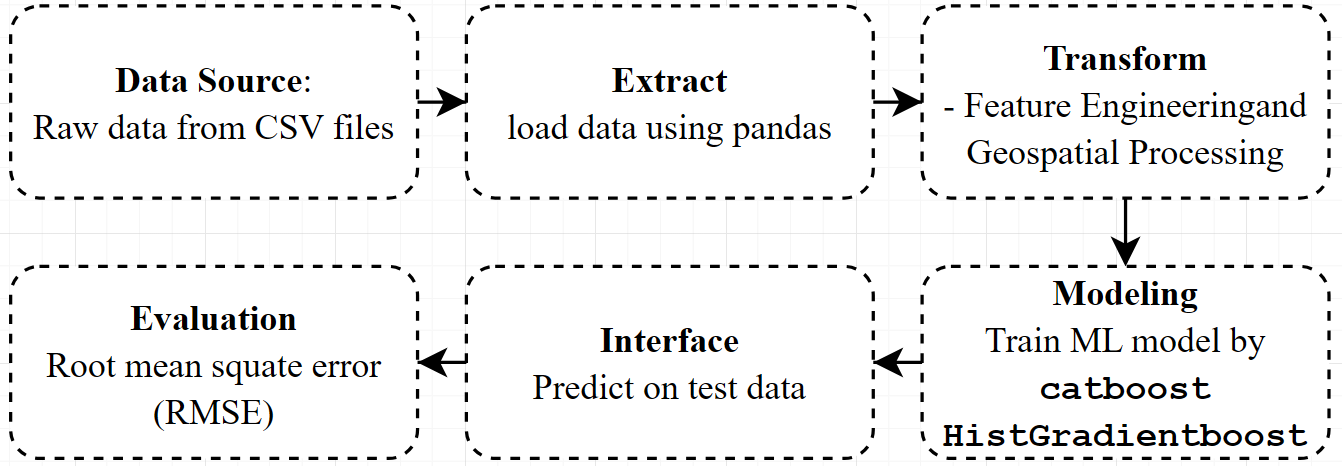 Data Source:
Raw data from CSV files
Extract
load data using pandas
Transform
- Feature Engineeringand
Geospatial Processing
Modeling
Train ML model by
catboost
HistGradientboost
Interface
Predict on test data
Evaluation
Root mean squate error
(RMSE)